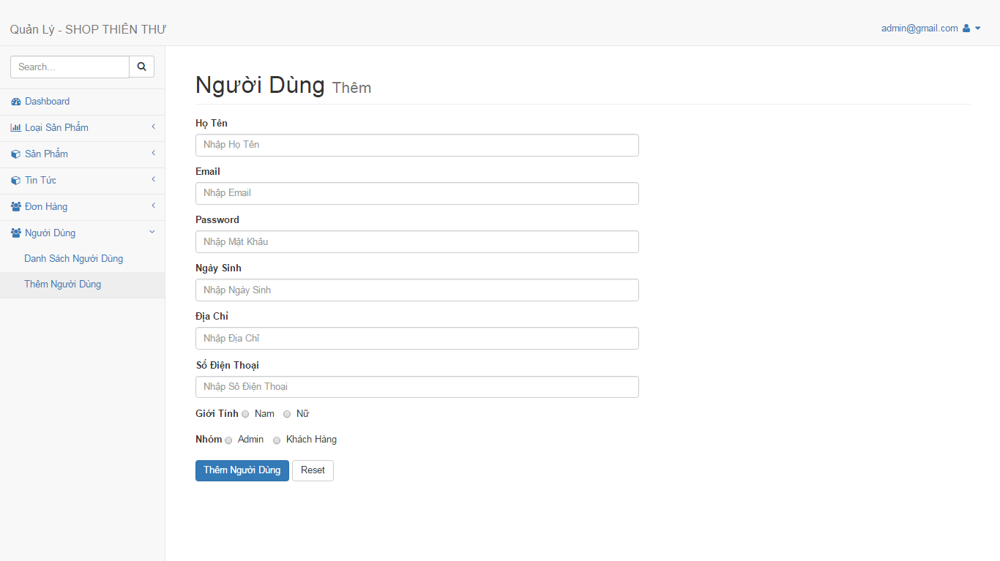 Quản Lý - SHOP THIÊN THƯ
admin@gmail.com
Search...
Dashboard
Loại Sản Phẩm
Sản Phẩm
Tin Tức
Đơn Hàng
Người Dùng
Danh Sách Người Dùng
Thêm Người Dùng
Người Dùng Thêm
Họ Tên
Nhập Họ Tên
Email
Nhập Email
Password
Nhập Mật Khẩu
Ngày Sinh
Nhập Ngày Sinh
Địa Chỉ
Nhập Địa Chỉ
Số Điện Thoại
Nhập Số Điện Thoại
Giới Tính Nam Nữ
Nhóm Admin Khách Hàng
Thêm Người Dùng Reset